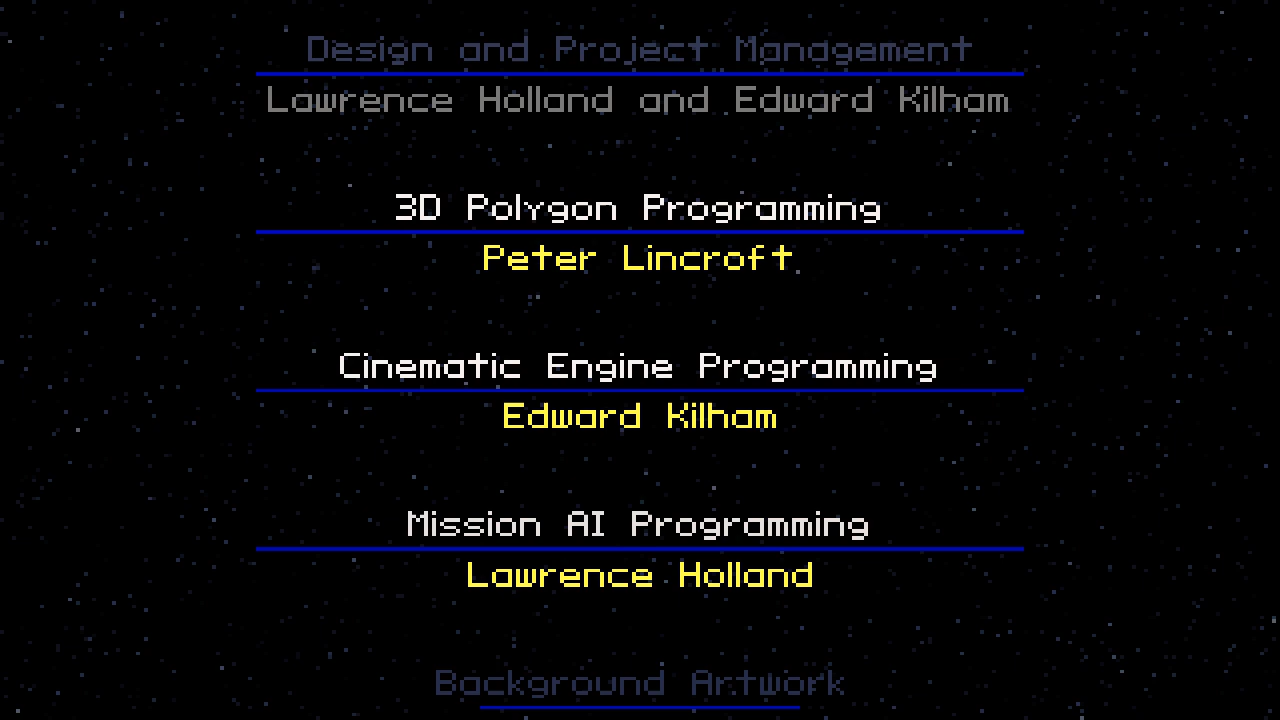 Design and Project Management
Lawrence Holland and Edward Kilham
3D Polygon Programming
Peter Lincroft
Cinematic Engine Programming
Edward Kilham
Mission AI Programming
Lawrence Holland
Background Artwork